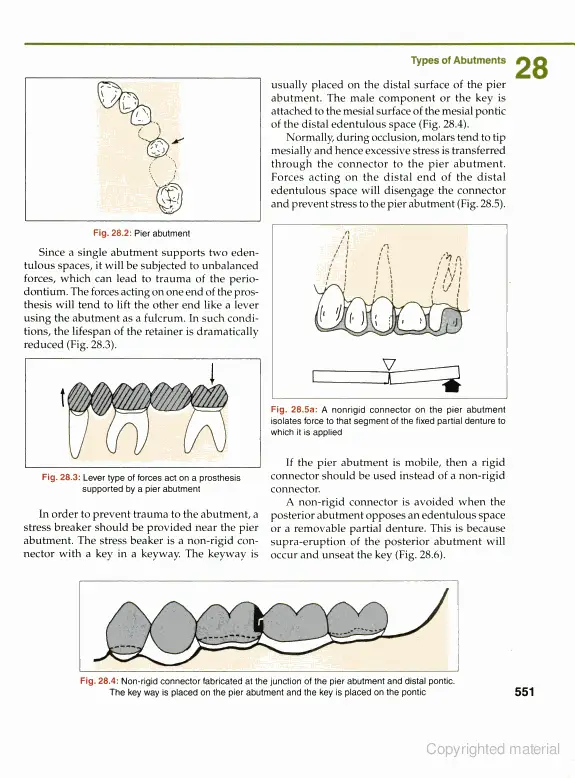 Types of Abutments
28
Fig. 28.2: Pier abutment
Since a single abutment supports two eden-
tulous spaces, it will be subjected to unbalanced
forces, which can lead to trauma of the perio-
dontium. The forces acting on one end of the pros-
thesis will tend to lift the other end like a lever
using the abutment as a fulcrum. In such condi-
tions, the lifespan of the retainer is dramatically
reduced (Fig. 28.3).
Fig. 28.3: Lever type of forces act on a prosthesis
supported by a pier abutment
In order to prevent trauma to the abutment, a
stress breaker should be provided near the pier
abutment. The stress beaker is a non-rigid con-
nector with a key in a keyway. The keyway is
usually placed on the distal surface of the pier
abutment. The male component or the key is
attached to the mesial surface of the mesial pontic
of the distal edentulous space (Fig. 28.4).
Normally, during occlusion, molars tend to tip
mesially and hence excessive stress is transferred
through the connector to the pier abutment.
Forces acting on the distal end of the distal
edentulous space will disengage the connector
and prevent stress to the pier abutment (Fig. 28.5).
Fig. 28.5a: A nonrigid connector on the pier abutment
isolates force to that segment of the fixed partial denture to
which it is applied
If the pier abutment is mobile, then a rigid
connector should be used instead of a non-rigid
connector.
A non-rigid connector is avoided when the
posterior abutment opposes an edentulous space
or a removable partial denture. This is because
supra-eruption of the posterior abutment will
occur and unseat the key (Fig. 28.6).
Fig. 28.4: Non-rigid connector fabricated at the junction of the pier abutment and distal pontic.
The key way is placed on the pier abutment and the key is placed on the pontic
551
Copyrighted material